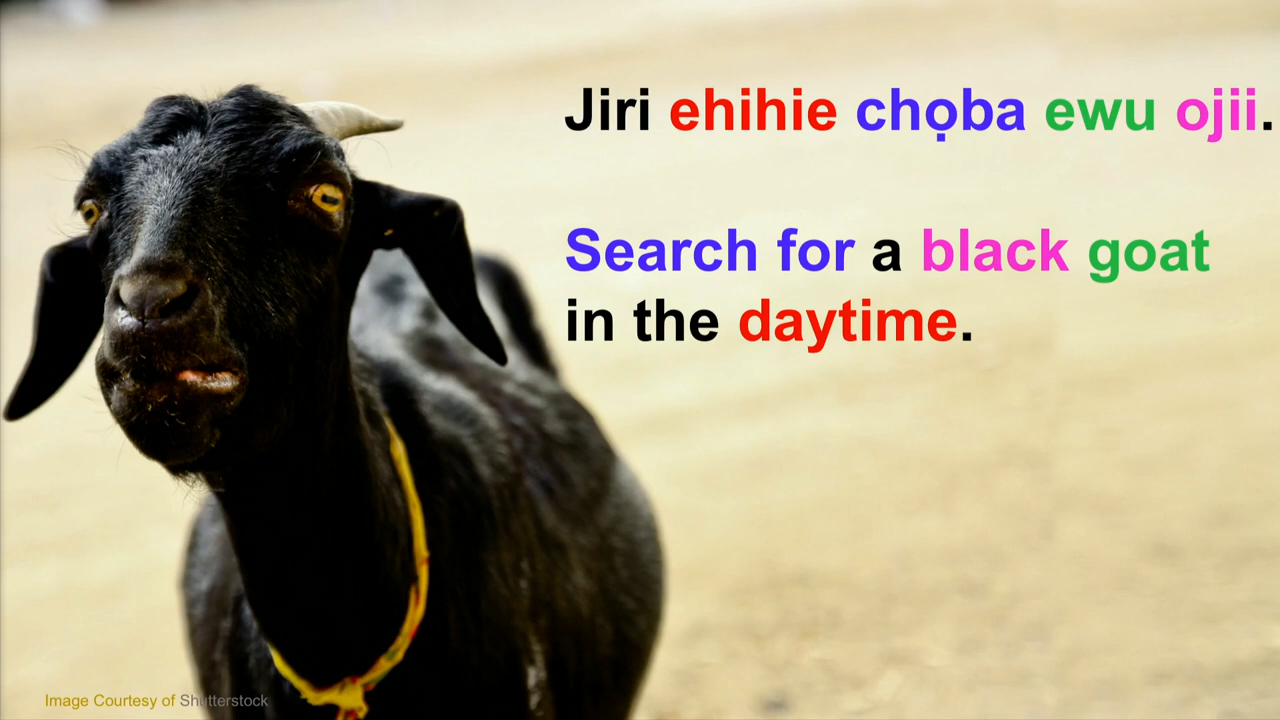 Jiri ehihie chọba ewu ojii.
Search for a black goat
in the daytime.
Image Courtesy of Shutterstock